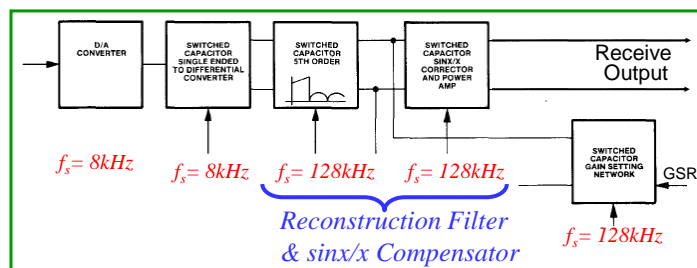 D/A
CONVERTER
SWITCHED
CAPACITOR
SINGLE ENDED
TO DIFFERENTIAL
CONVERTER
SWITCHED
CAPACITOR
5TH ORDER
SWITCHED
CAPACITOR
SINX/X
CORRECTOR
AND POWER
AMP
Receive
Output
SWITCHED
CAPACITOR
GAIN SETTING
NETWORK
GSR
fs= 8kHz
fs= 8kHz
fs= 128kHz
fs= 128kHz
fs= 128kHz
Reconstruction Filter
& sinx/x Compensator